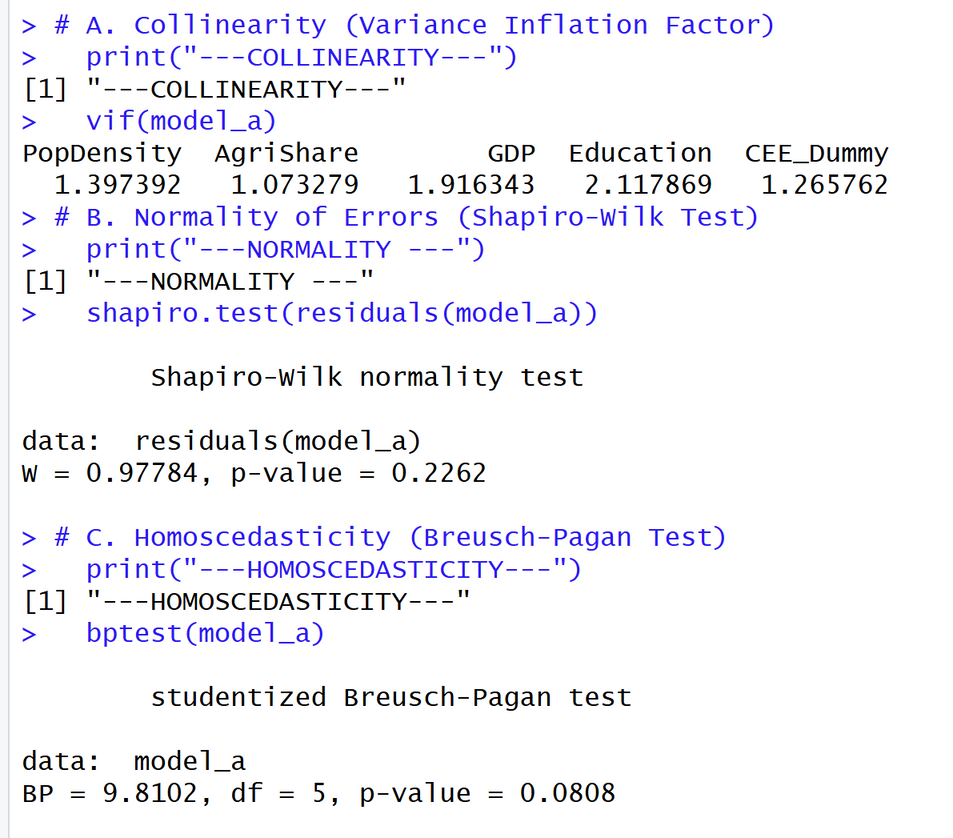 > # A. Collinearity (Variance Inflation Factor)
>   print("---COLLINEARITY---")
[1] "---COLLINEARITY---"
>   vif(model_a)
PopDensity  AgriShare        GDP  Education  CEE_Dummy
  1.397392   1.073279   1.916343   2.117869   1.265762
> # B. Normality of Errors (Shapiro-Wilk Test)
>   print("---NORMALITY ---")
[1] "---NORMALITY ---"
>   shapiro.test(residuals(model_a))
        Shapiro-Wilk normality test
data:  residuals(model_a)
W = 0.97784, p-value = 0.2262
> # C. Homoscedasticity (Breusch-Pagan Test)
>   print("---HOMOSCEDASTICITY---")
[1] "---HOMOSCEDASTICITY---"
>   bptest(model_a)
        studentized Breusch-Pagan test
data:  model_a
BP = 9.8102, df = 5, p-value = 0.0808